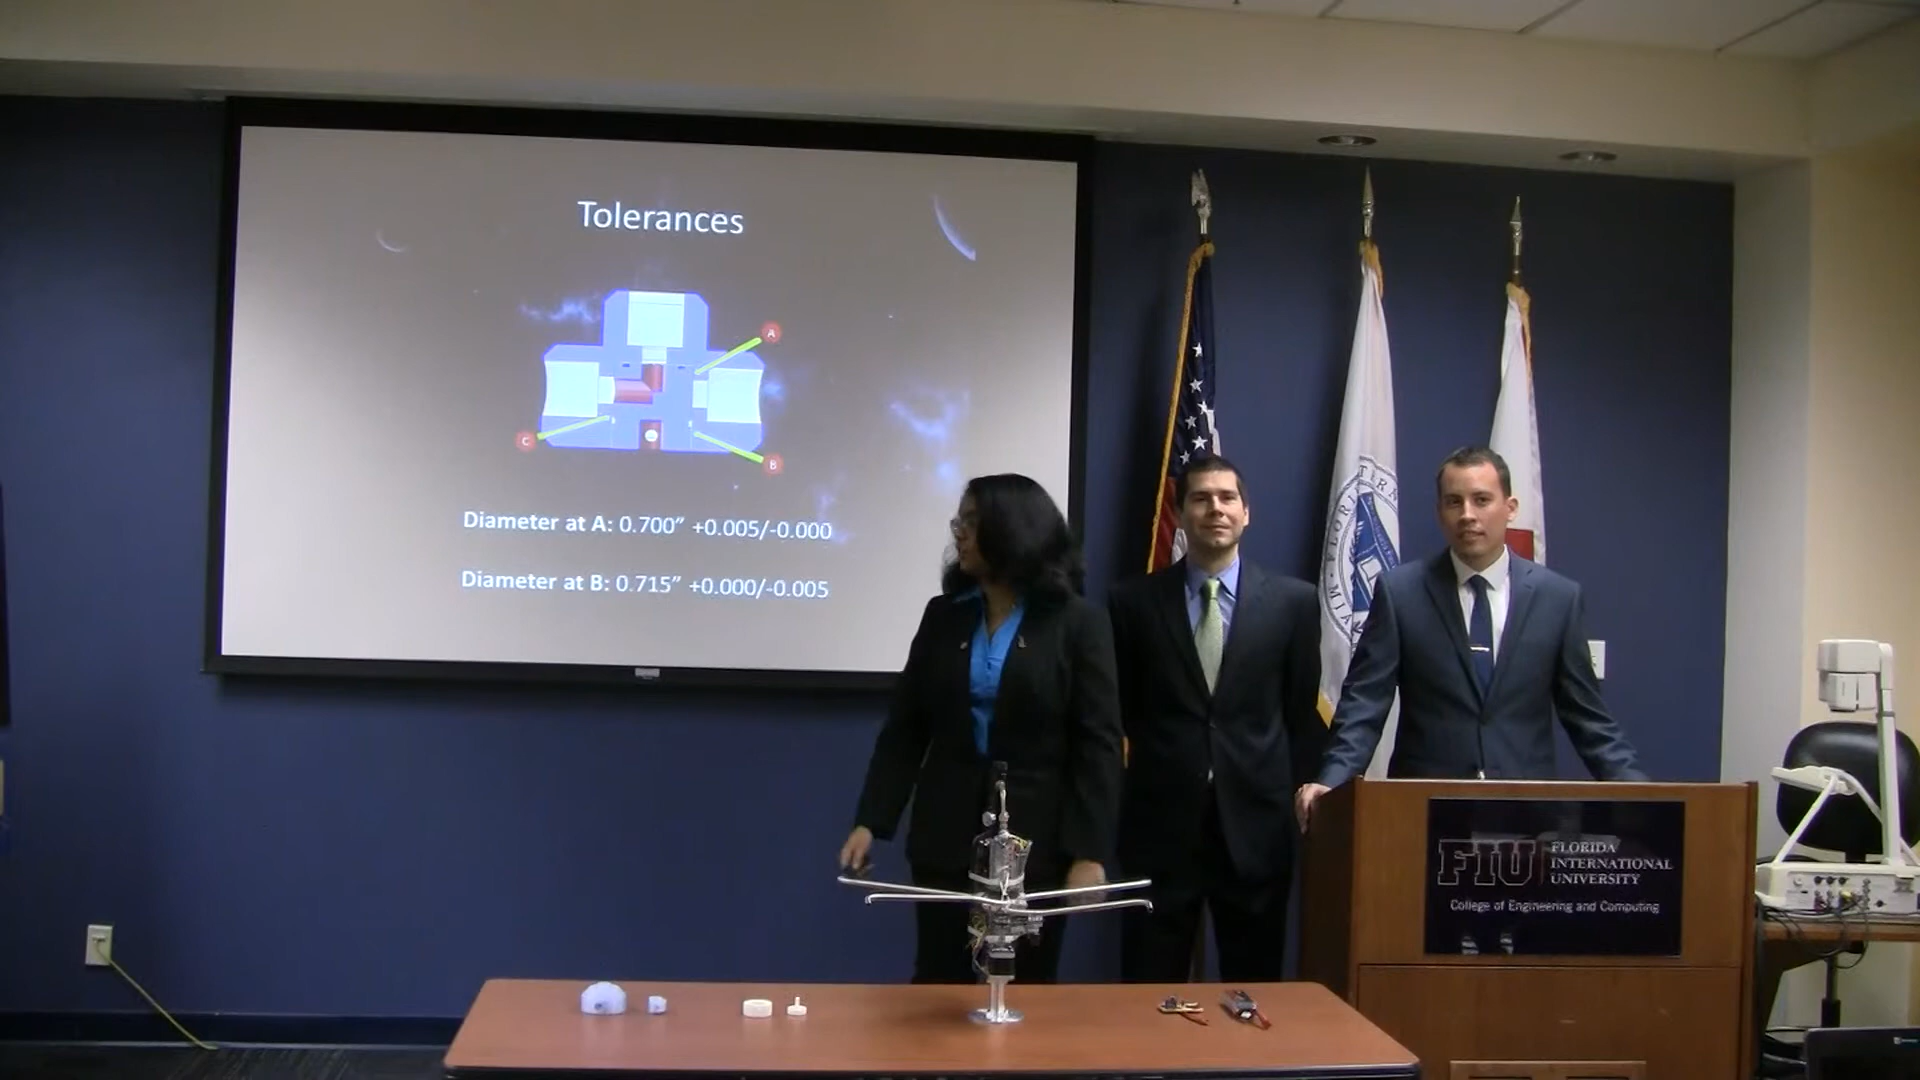 Tolerances
A
C
B
Diameter at A: 0.700″ +0.005/-0.000
Diameter at B: 0.715″ +0.000/-0.005
FIU
FLORIDA
INTERNATIONAL
UNIVERSITY
College of Engineering and Computing